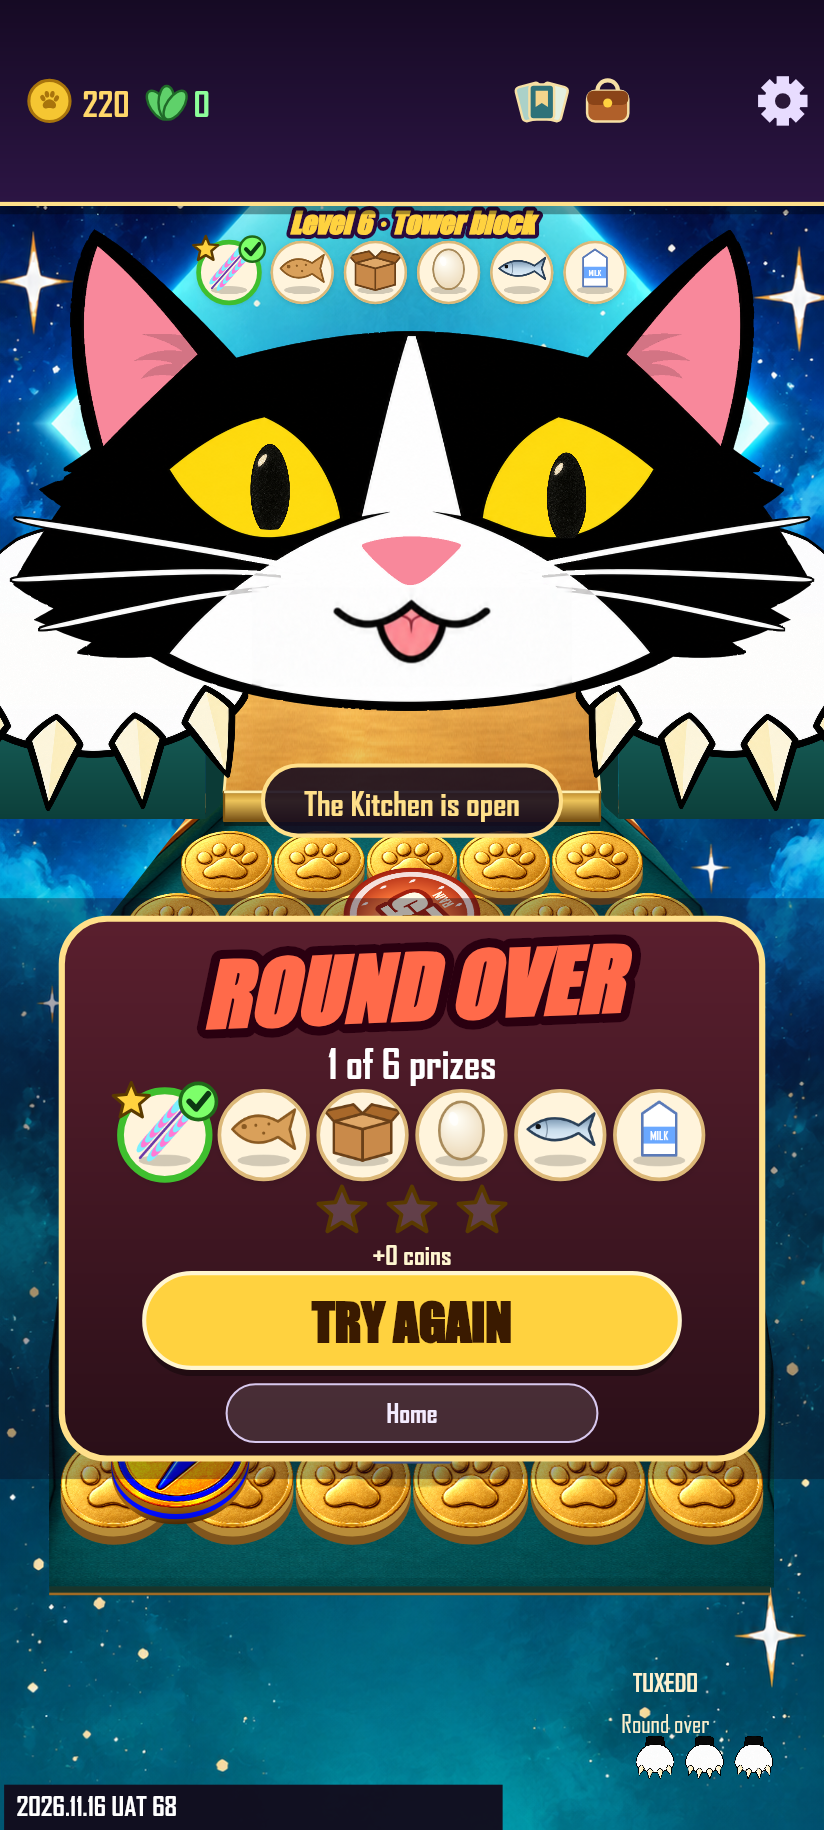 220
0
Level 6 · Tower block
MILK
The Kitchen is open
ROUND OVER
1 of 6 prizes
MILK
+0 coins
TRY AGAIN
Home
TUXEDO
Round over
2026.11.16 UAT 68